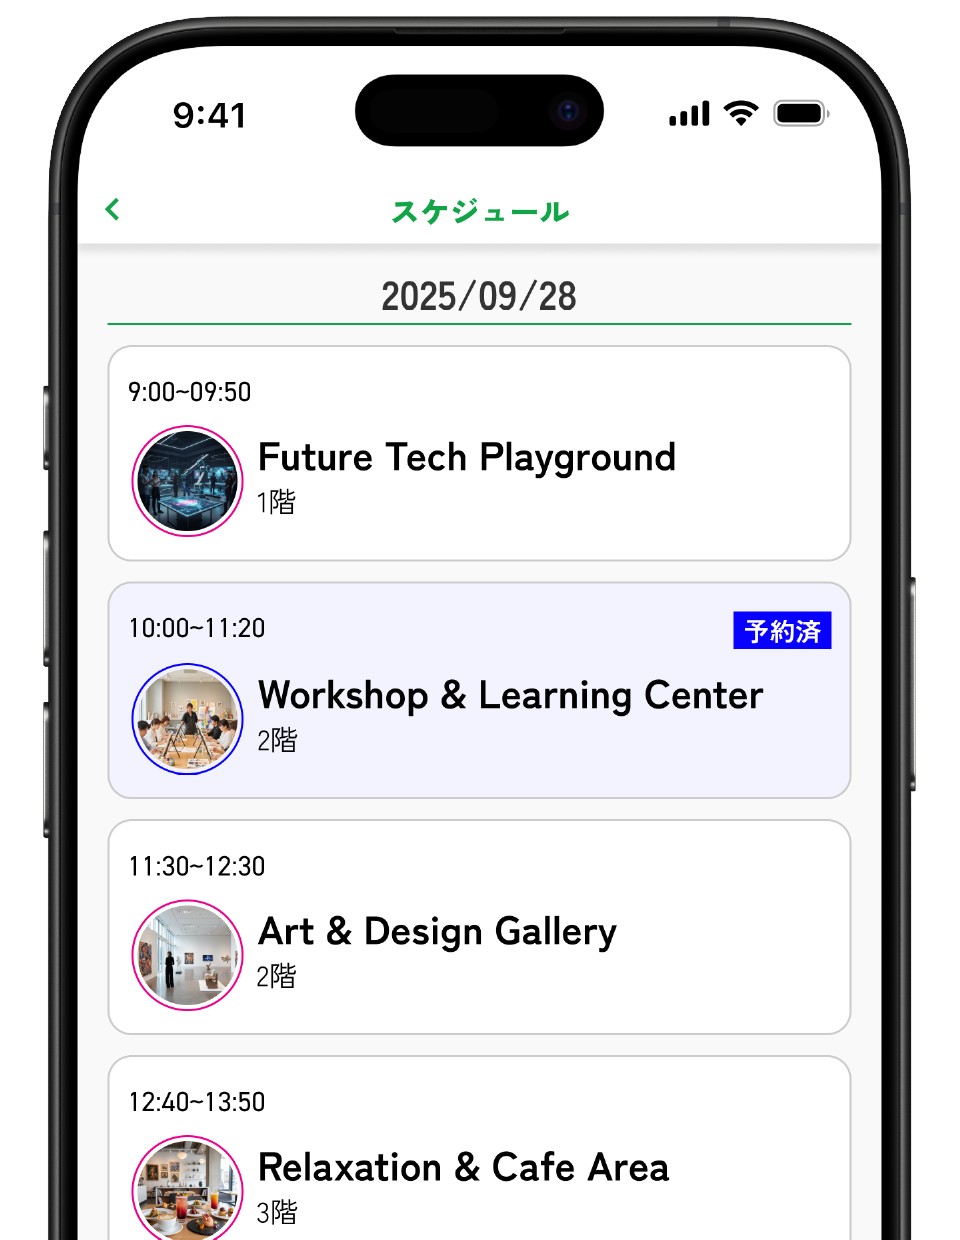 9:41
スケジュール
2025/09/28
9:00~09:50
Future Tech Playground
1階
10:00~11:20
予約済
Workshop & Learning Center
2階
11:30~12:30
Art & Design Gallery
2階
12:40~13:50
Relaxation & Cafe Area
3階